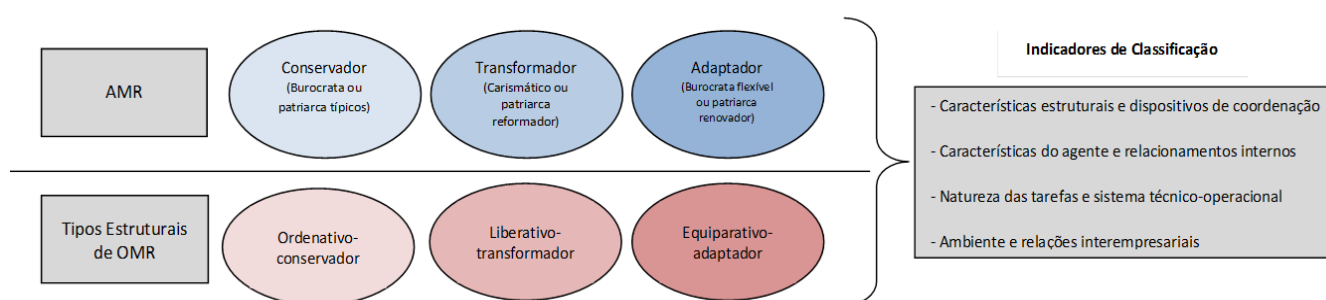 AMR
Conservador
(Burocrata ou
patriarca típicos)
Transformador
(Carismático ou
patriarca
reformador)
Adaptador
(Burocrata flexível
ou patriarca
renovador)
Tipos Estruturais
de OMR
Ordenativo-
conservador
Liberativo-
transformador
Equiparativo-
adaptador
Indicadores de Classificação
- Características estruturais e dispositivos de coordenação
- Características do agente e relacionamentos internos
- Natureza das tarefas e sistema técnico-operacional
- Ambiente e relações interempresariais